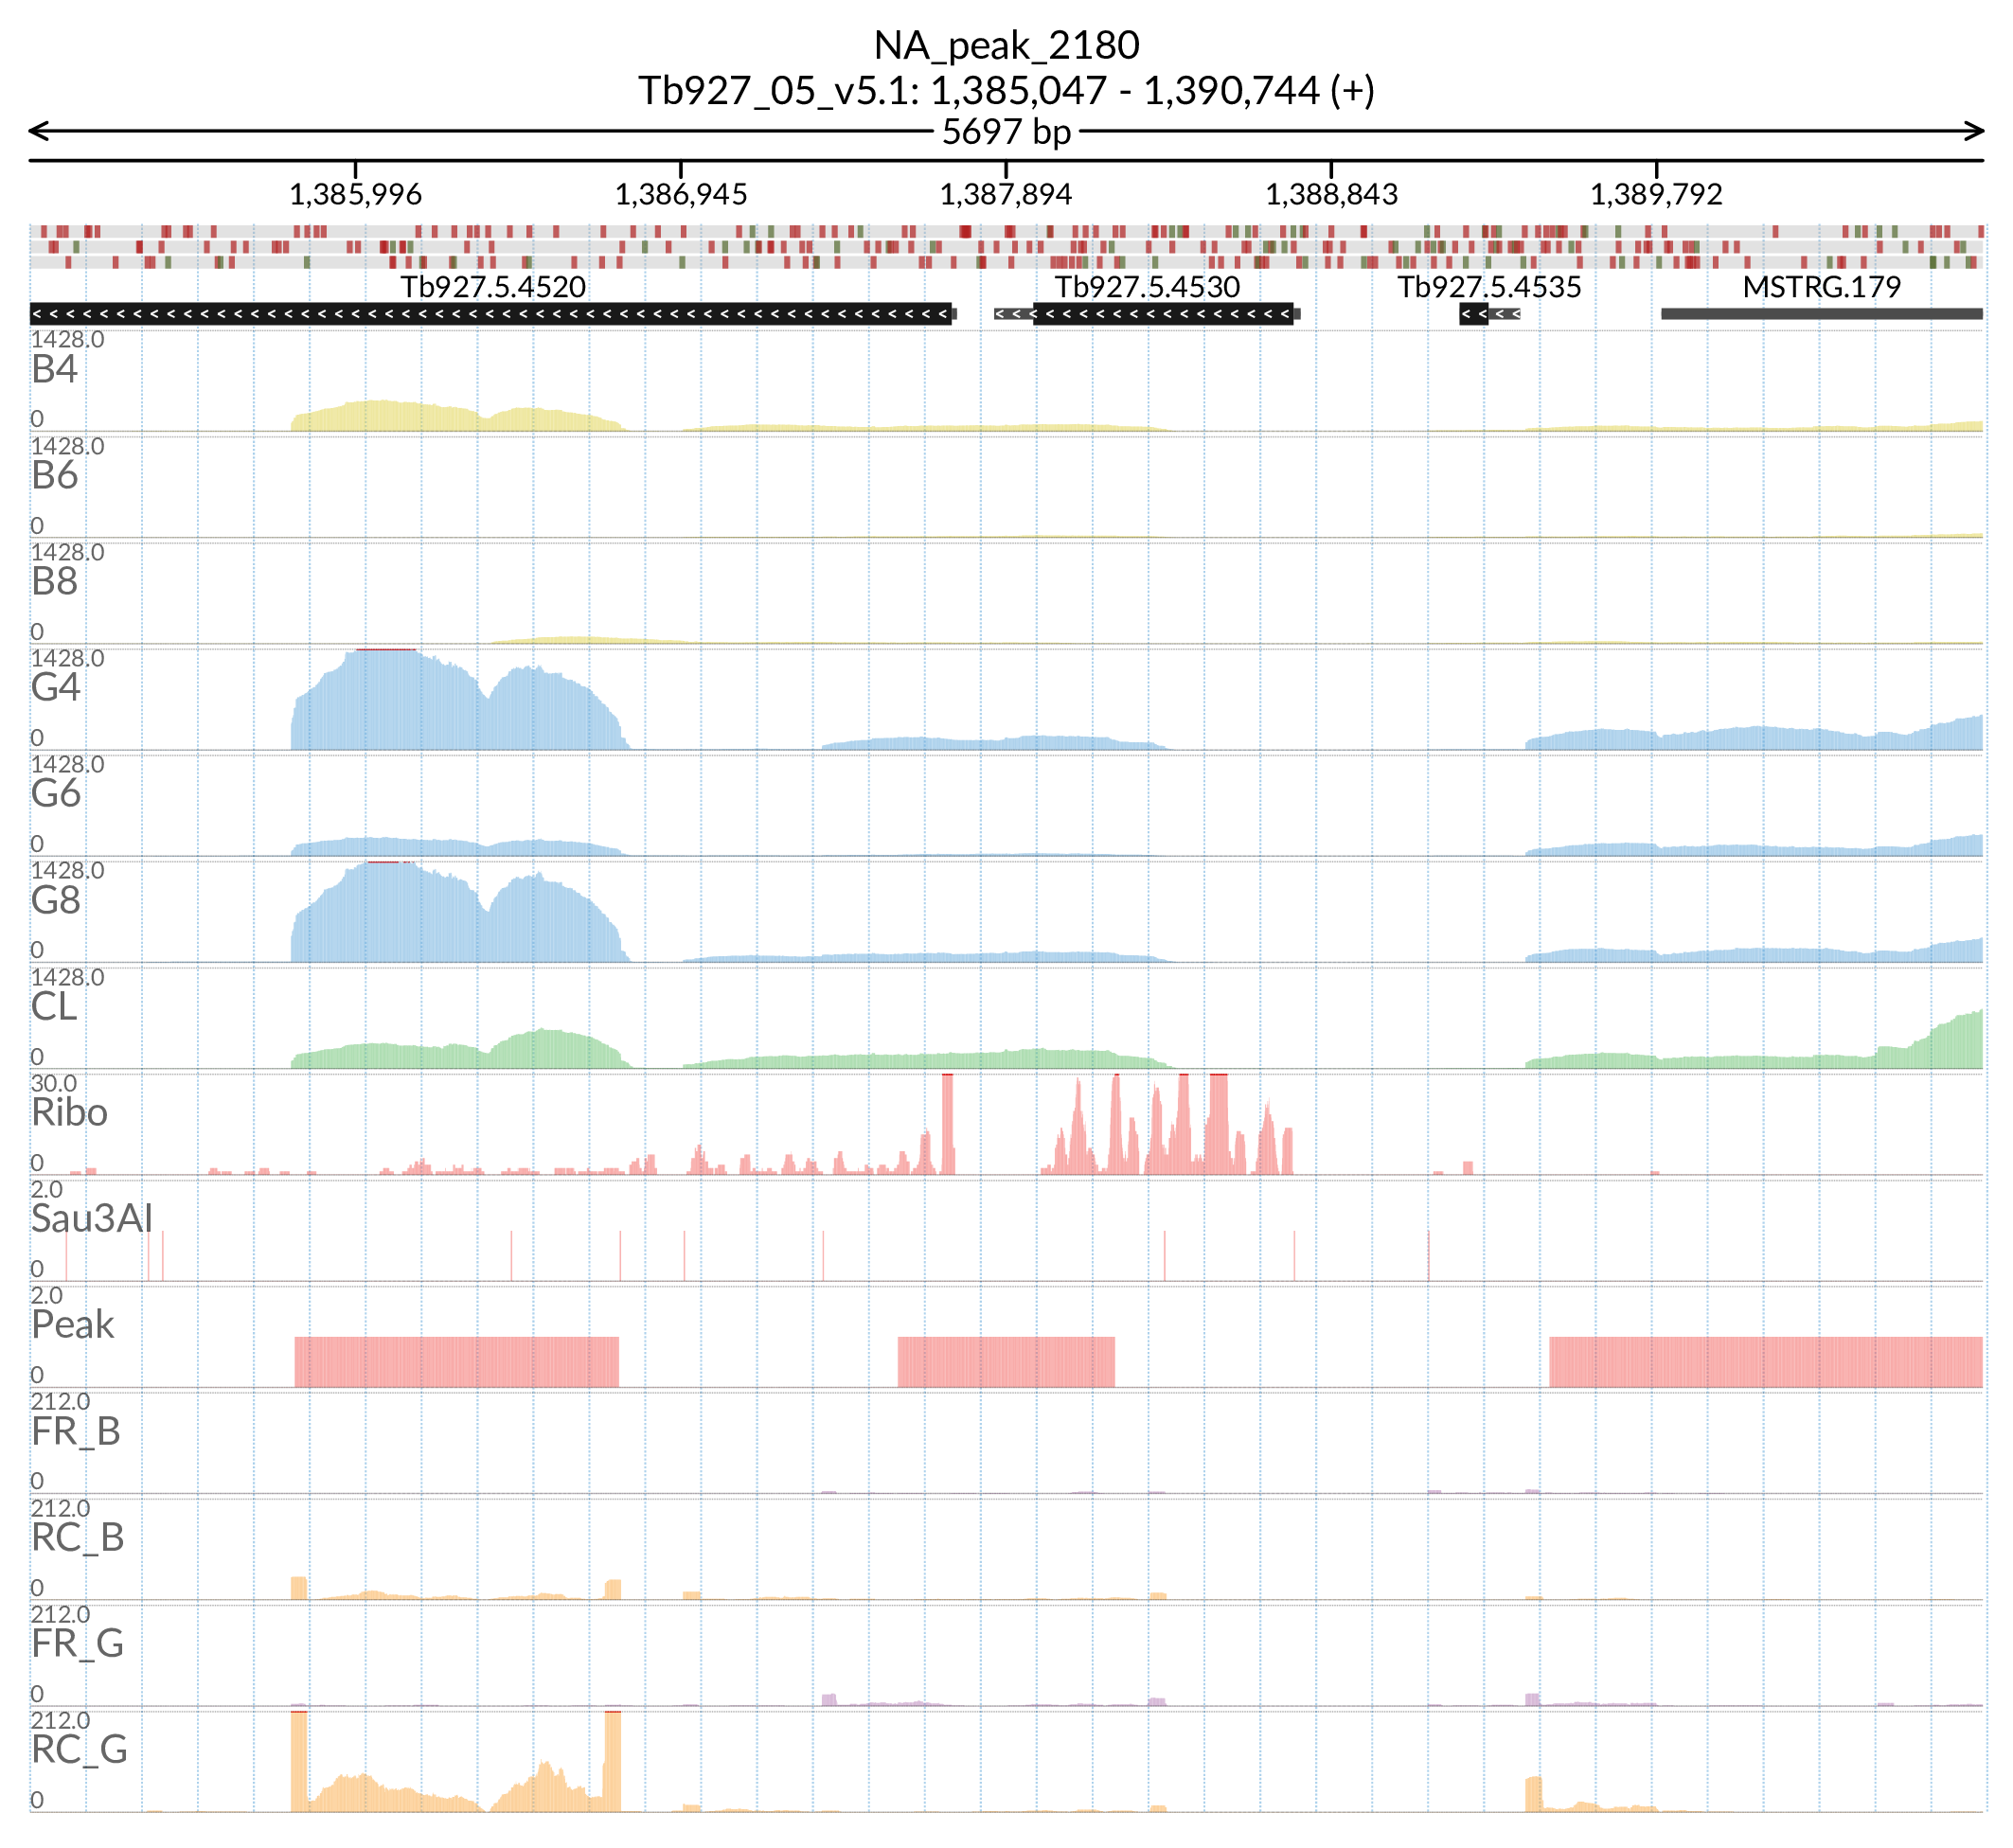 NA_peak_2180
Tb927_05_v5.1: 1,385,047 - 1,390,744 (+)
5697 bp
1,385,996 1,386,945 1,387,894 1,388,843 1,389,792
Tb927.5.4520 Tb927.5.4530 Tb927.5.4535 MSTRG.179
1428.0
B4
0
1428.0
B6
0
1428.0
B8
0
1428.0
G4
0
1428.0
G6
0
1428.0
G8
0
1428.0
CL
0
30.0
Ribo
0
2.0
Sau3AI
0
2.0
Peak
0
212.0
FR_B
0
212.0
RC_B
0
212.0
FR_G
0
212.0
RC_G
0